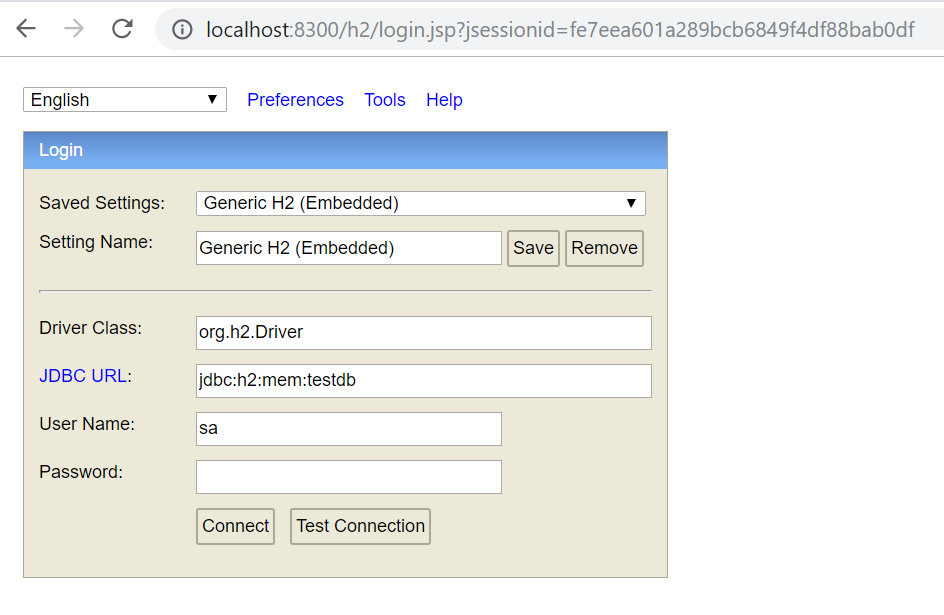 localhost:8300/h2/login.jsp?jsessionid=fe7eea601a289bcb6849f4df88bab0df
English Preferences Tools Help
Login
Saved Settings: Generic H2 (Embedded)
Setting Name: Generic H2 (Embedded) Save Remove
Driver Class: org.h2.Driver
JDBC URL: jdbc:h2:mem:testdb
User Name: sa
Password:
Connect Test Connection